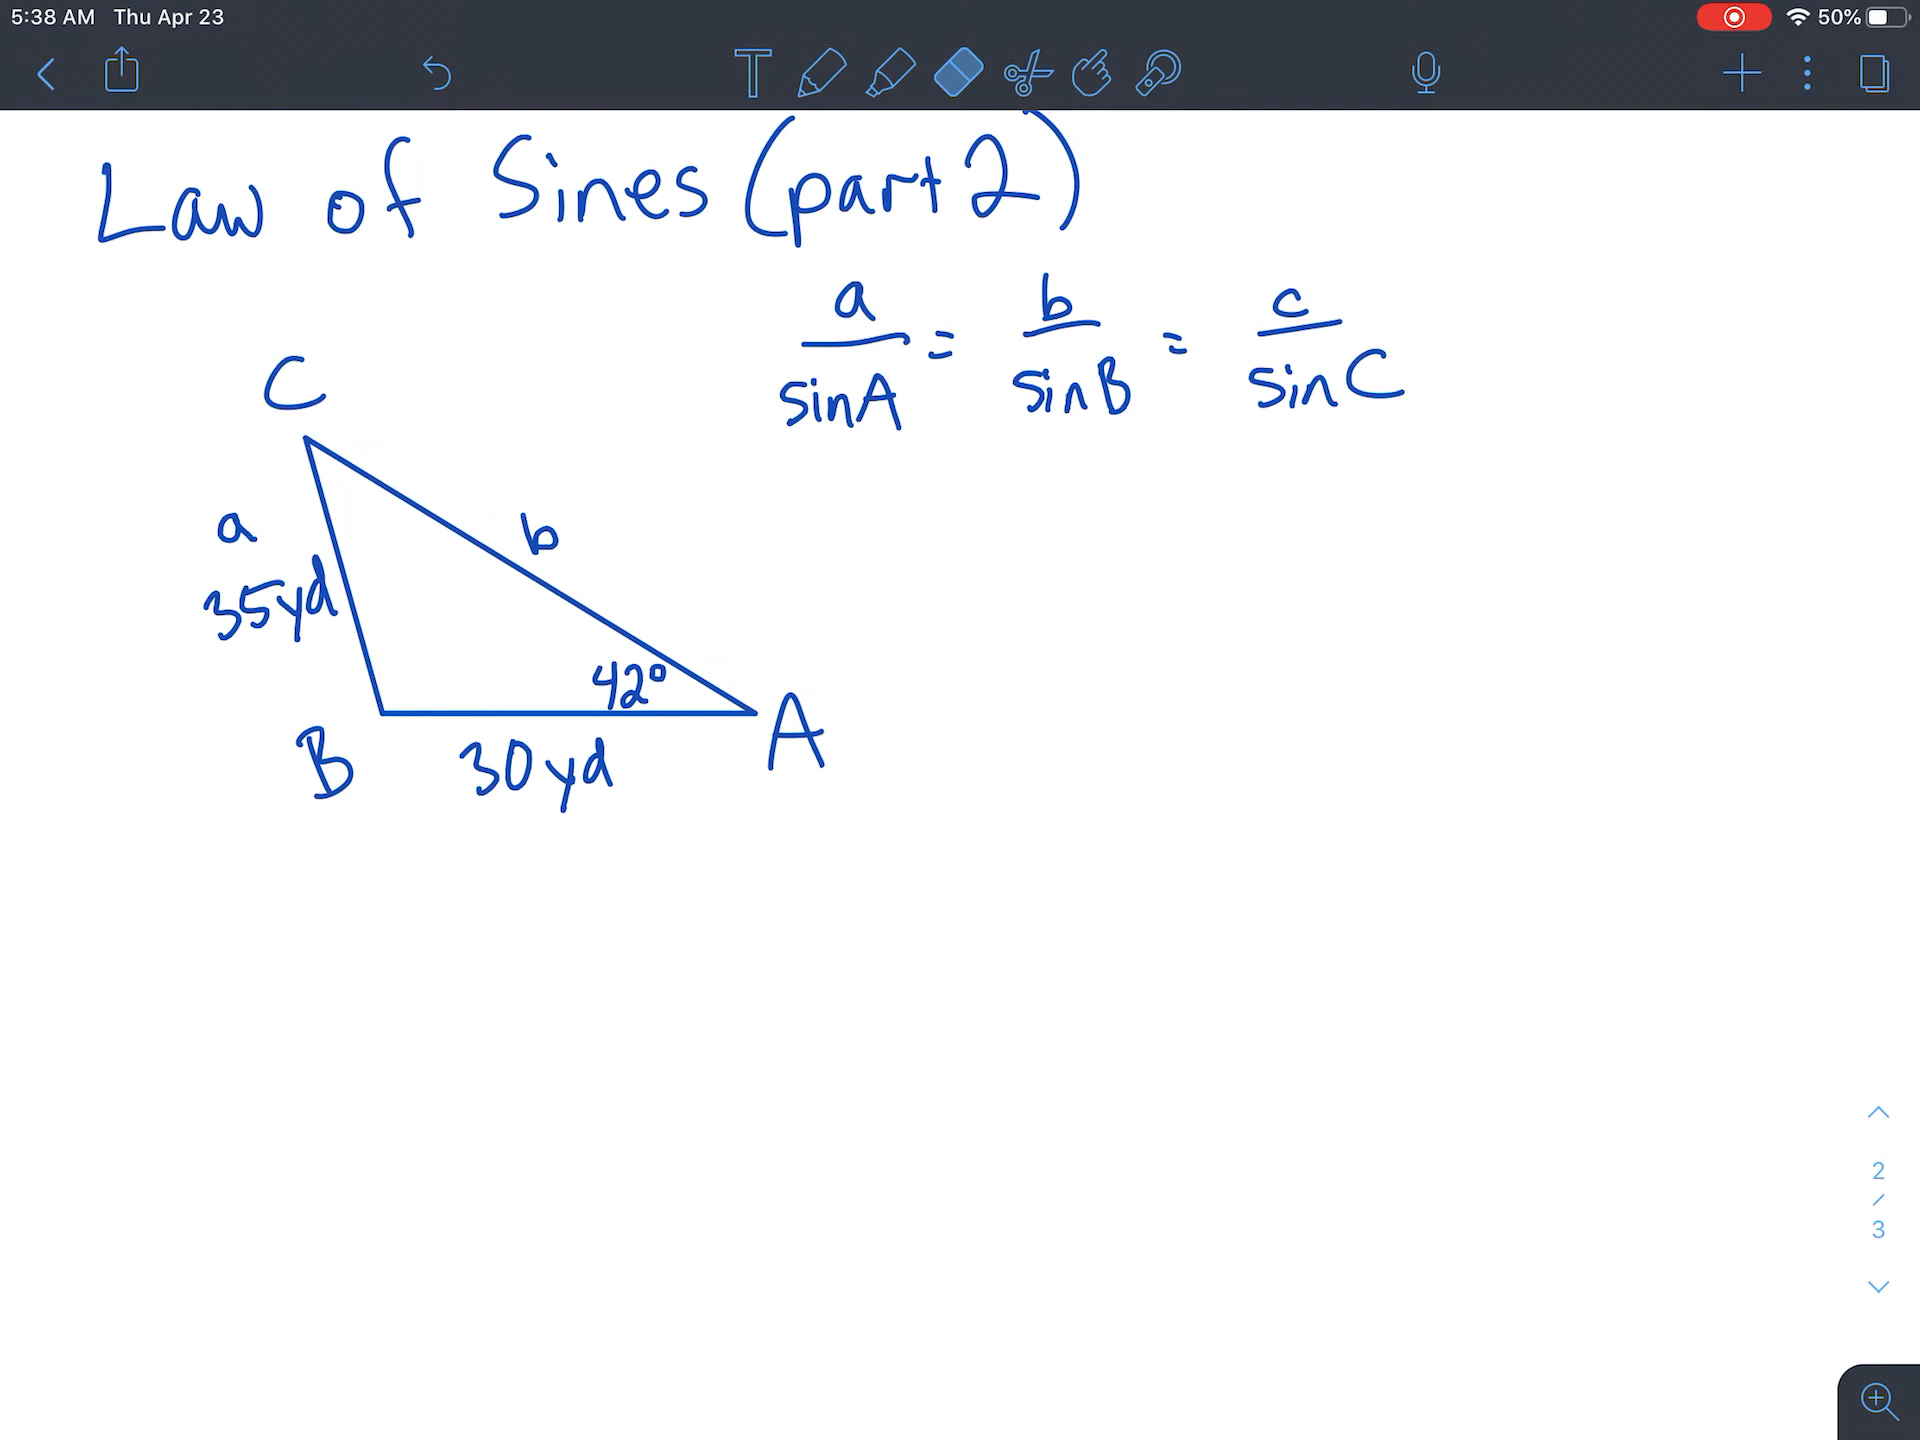 5:38 AM Thu Apr 23
50%
T
Law of Sines (part 2)
a/sinA = b/sinB = c/sinC
C
a
b
35yd
42°
B
30yd
A
2
/
3